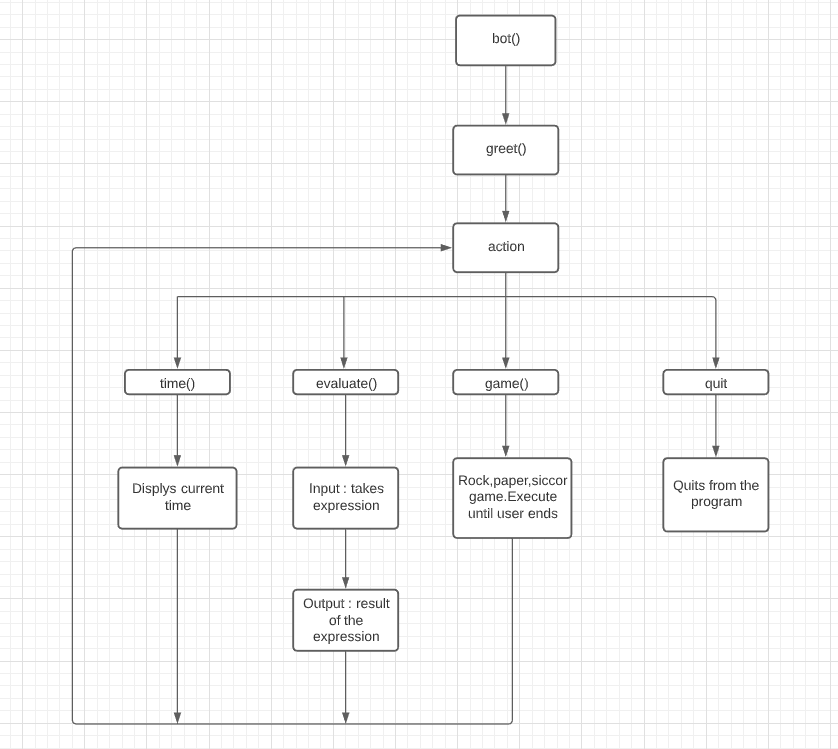 bot()
greet()
action
time()
evaluate()
game()
quit
Displys current
time
Input : takes
expression
Rock,paper,siccor
game.Execute
until user ends
Quits from the
program
Output : result
of the
expression